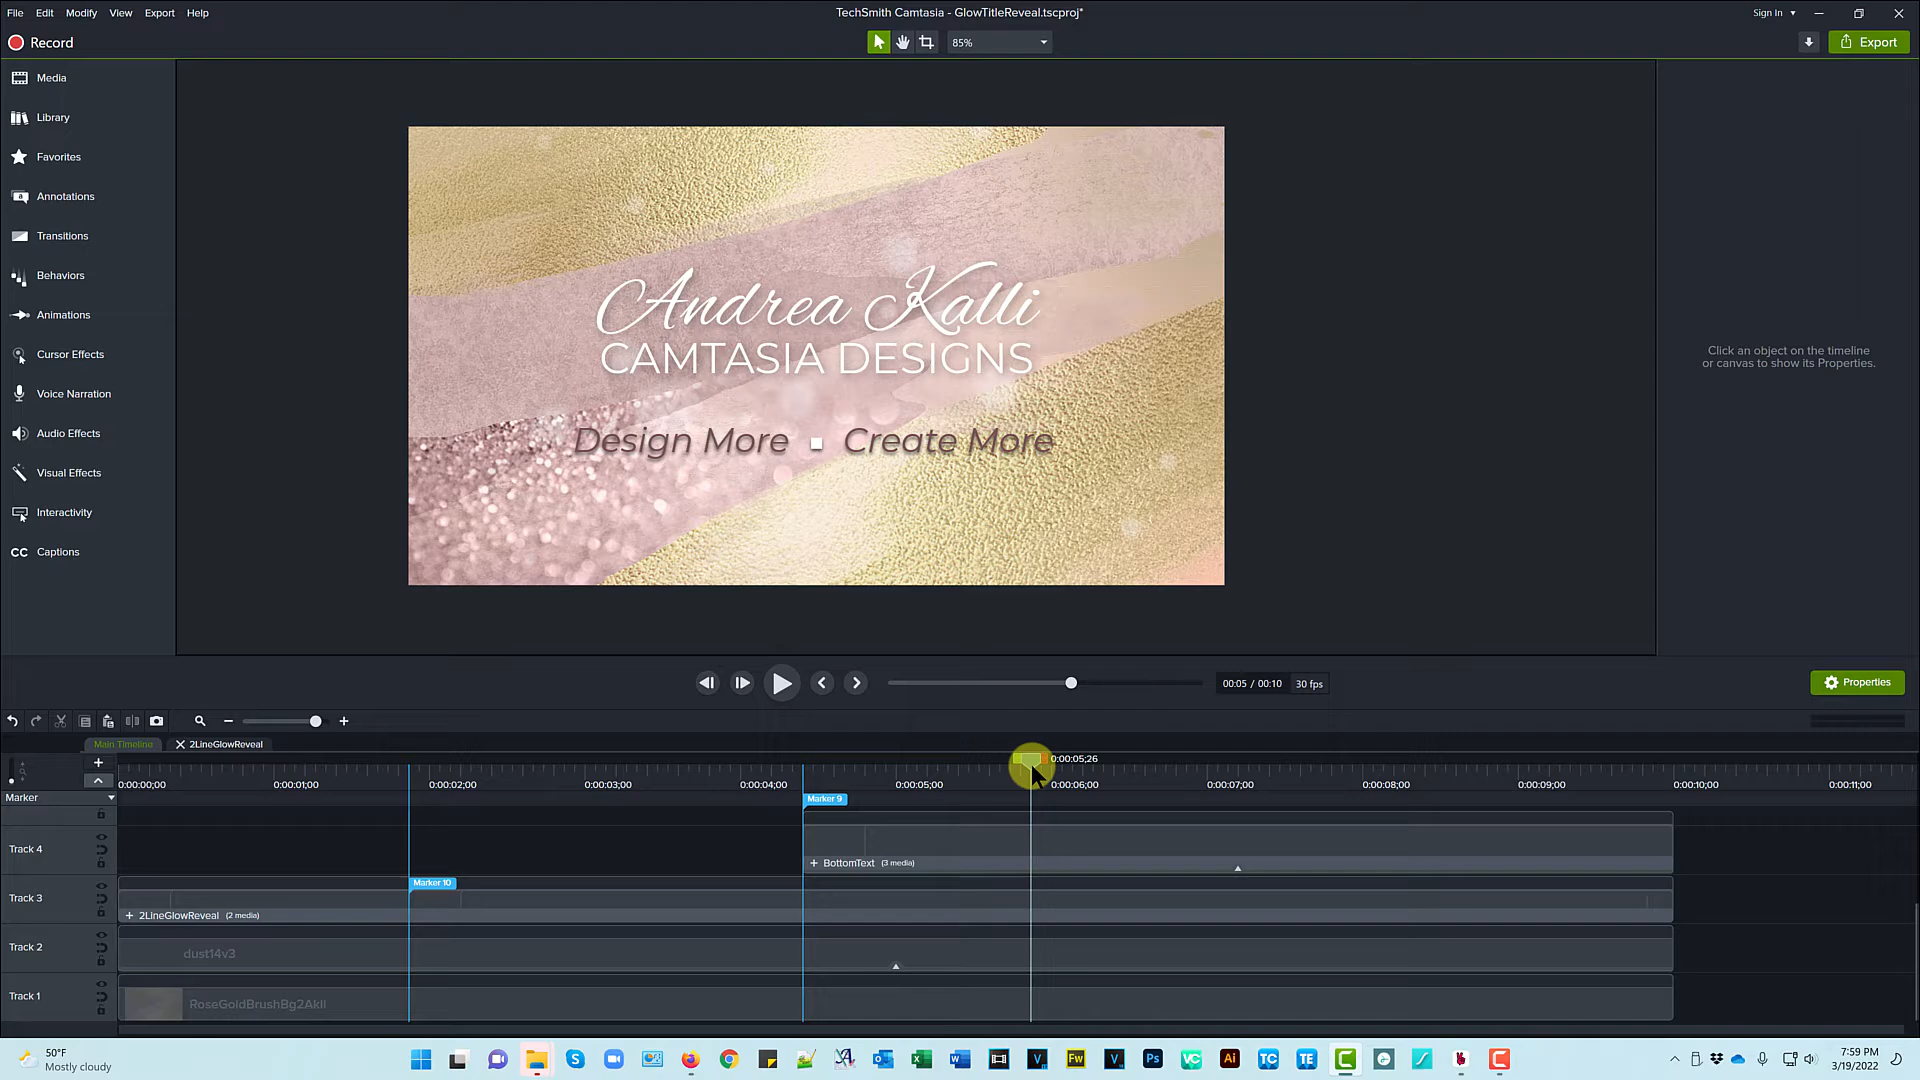 File Edit Modify View Export Help
TechSmith Camtasia - GlowTitleReveal.tscproj*
Sign In
Record
85%
Export
Media
Library
Favorites
Annotations
Transitions
Behaviors
Animations
Cursor Effects
Voice Narration
Audio Effects
Visual Effects
Interactivity
CC Captions
Andrea Kalli
CAMTASIA DESIGNS
Design More ▪ Create More
Click an object on the timeline
or canvas to show its Properties.
00:05 / 00:10 30 fps
Properties
Main Timeline 2LineGlowReveal
0:00:05;26
0:00:00;00 0:00:01;00 0:00:02;00 0:00:03;00 0:00:04;00 0:00:05;00 0:00:06;00 0:00:07;00 0:00:08;00 0:00:09;00 0:00:10;00 0:00:11;00
Marker
Marker 9
Track 4
+ BottomText (3 media)
Marker 10
Track 3
+ 2LineGlowReveal (2 media)
Track 2
dust14v3
Track 1
RoseGoldBrushBg2AkII
50°F
Mostly cloudy
S
V
Fw
V
Ps
VC
Ai
TC
TE
7:59 PM
3/19/2022